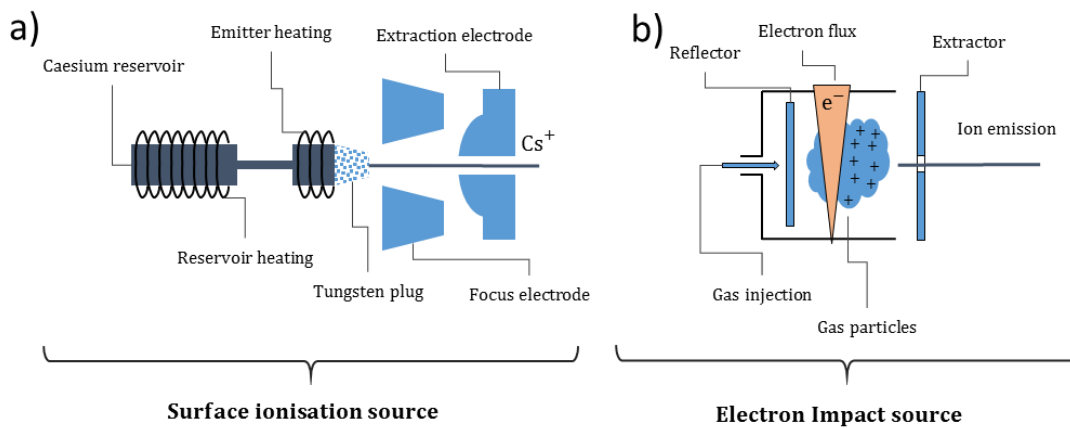 a)
Emitter heating
Extraction electrode
Caesium reservoir
Cs⁺
Reservoir heating
Tungsten plug
Focus electrode
Surface ionisation source
b)
Electron flux
Reflector
Extractor
e⁻
Ion emission
+ + + + + + + + +
Gas injection
Gas particles
Electron Impact source